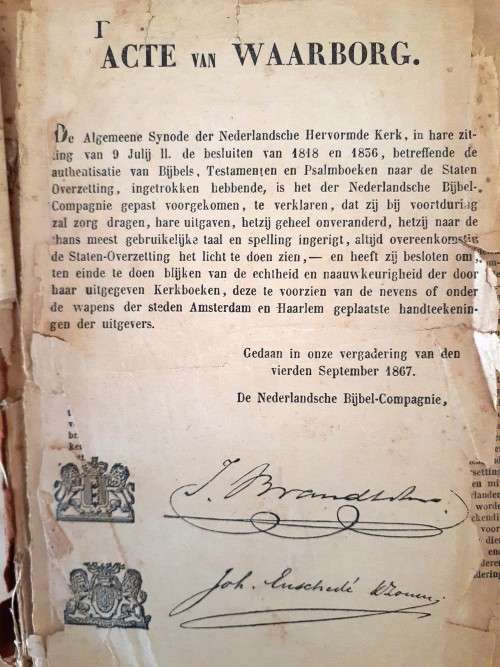 ACTE VAN WAARBORG.
De Algemeene Synode der Nederlandsche Hervormde Kerk, in hare zit-
ting van 9 Julij ll. de besluiten van 1818 en 1836, betreffende de
authentisatie van Bijbels, Testamenten en Psalmboeken naar de Staten
Overzetting, ingetrokken hebbende, is het der Nederlandsche Bijbel-
Compagnie gepast voorgekomen, te verklaren, dat zij bij voortduring
zal zorg dragen, hare uitgaven, hetzij geheel onveranderd, hetzij naar de
thans meest gebruikelijke taal en spelling ingerigt, altijd overeenkomstig
de Staten-Overzetting het licht te doen zien,— en heeft zij besloten om
ten einde te doen blijken van de echtheid en naauwkeurigheid der door
haar uitgegeven Kerkboeken, deze te voorzien van de nevens of onder
de wapens der steden Amsterdam en Haarlem geplaatste handteekenin-
gen der uitgevers.
Gedaan in onze vergadering van den
vierden September 1867.
De Nederlandsche Bijbel-Compagnie,
J. Brandt
Joh. Enschedé & Zonen.